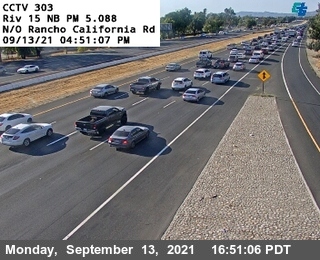 CCTV 303
Riv 15 NB PM 5.088
N/O Rancho California Rd
09/13/21 04:51:07 PM
Monday, September 13, 2021 16:51:06 PDT